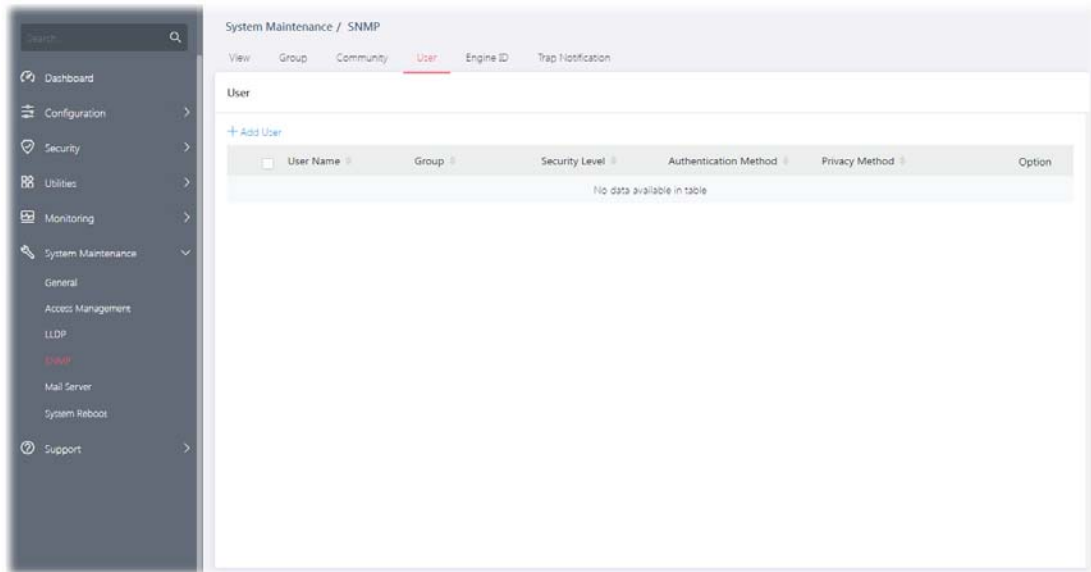 Search...
Dashboard
Configuration
Security
Utilities
Monitoring
System Maintenance
General
Access Management
LLDP
SNMP
Mail Server
System Reboot
Support
System Maintenance / SNMP
View Group Community User Engine ID Trap Notification
User
+ Add User
User Name Group Security Level Authentication Method Privacy Method Option
No data available in table